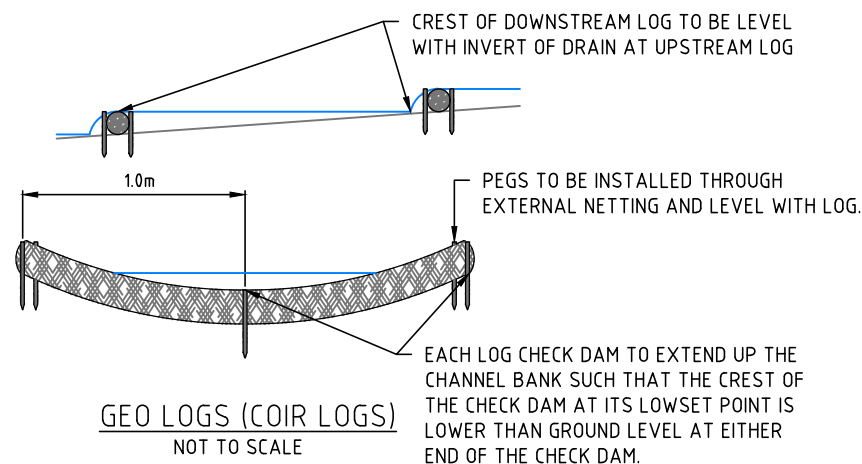 CREST OF DOWNSTREAM LOG TO BE LEVEL
WITH INVERT OF DRAIN AT UPSTREAM LOG
1.0m
PEGS TO BE INSTALLED THROUGH
EXTERNAL NETTING AND LEVEL WITH LOG.
EACH LOG CHECK DAM TO EXTEND UP THE
CHANNEL BANK SUCH THAT THE CREST OF
THE CHECK DAM AT ITS LOWSET POINT IS
LOWER THAN GROUND LEVEL AT EITHER
END OF THE CHECK DAM.
GEO LOGS (COIR LOGS)
NOT TO SCALE